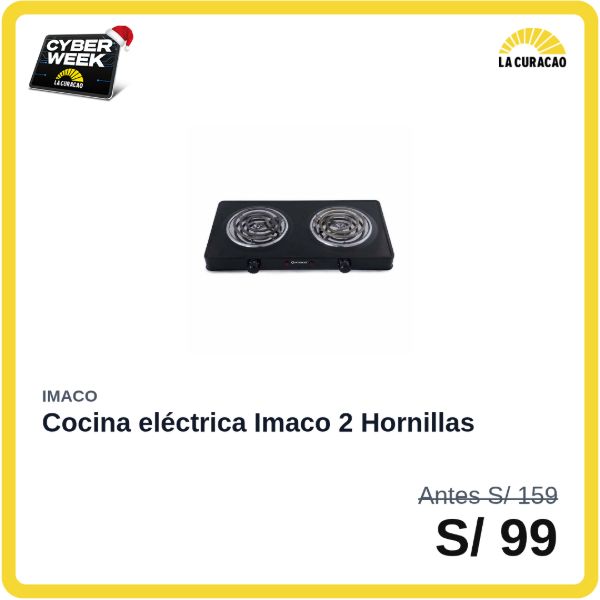 CYBER
WEEK
LA CURACAO
LA CURACAO
IMACO
Cocina eléctrica Imaco 2 Hornillas
Antes S/ 159
S/ 99